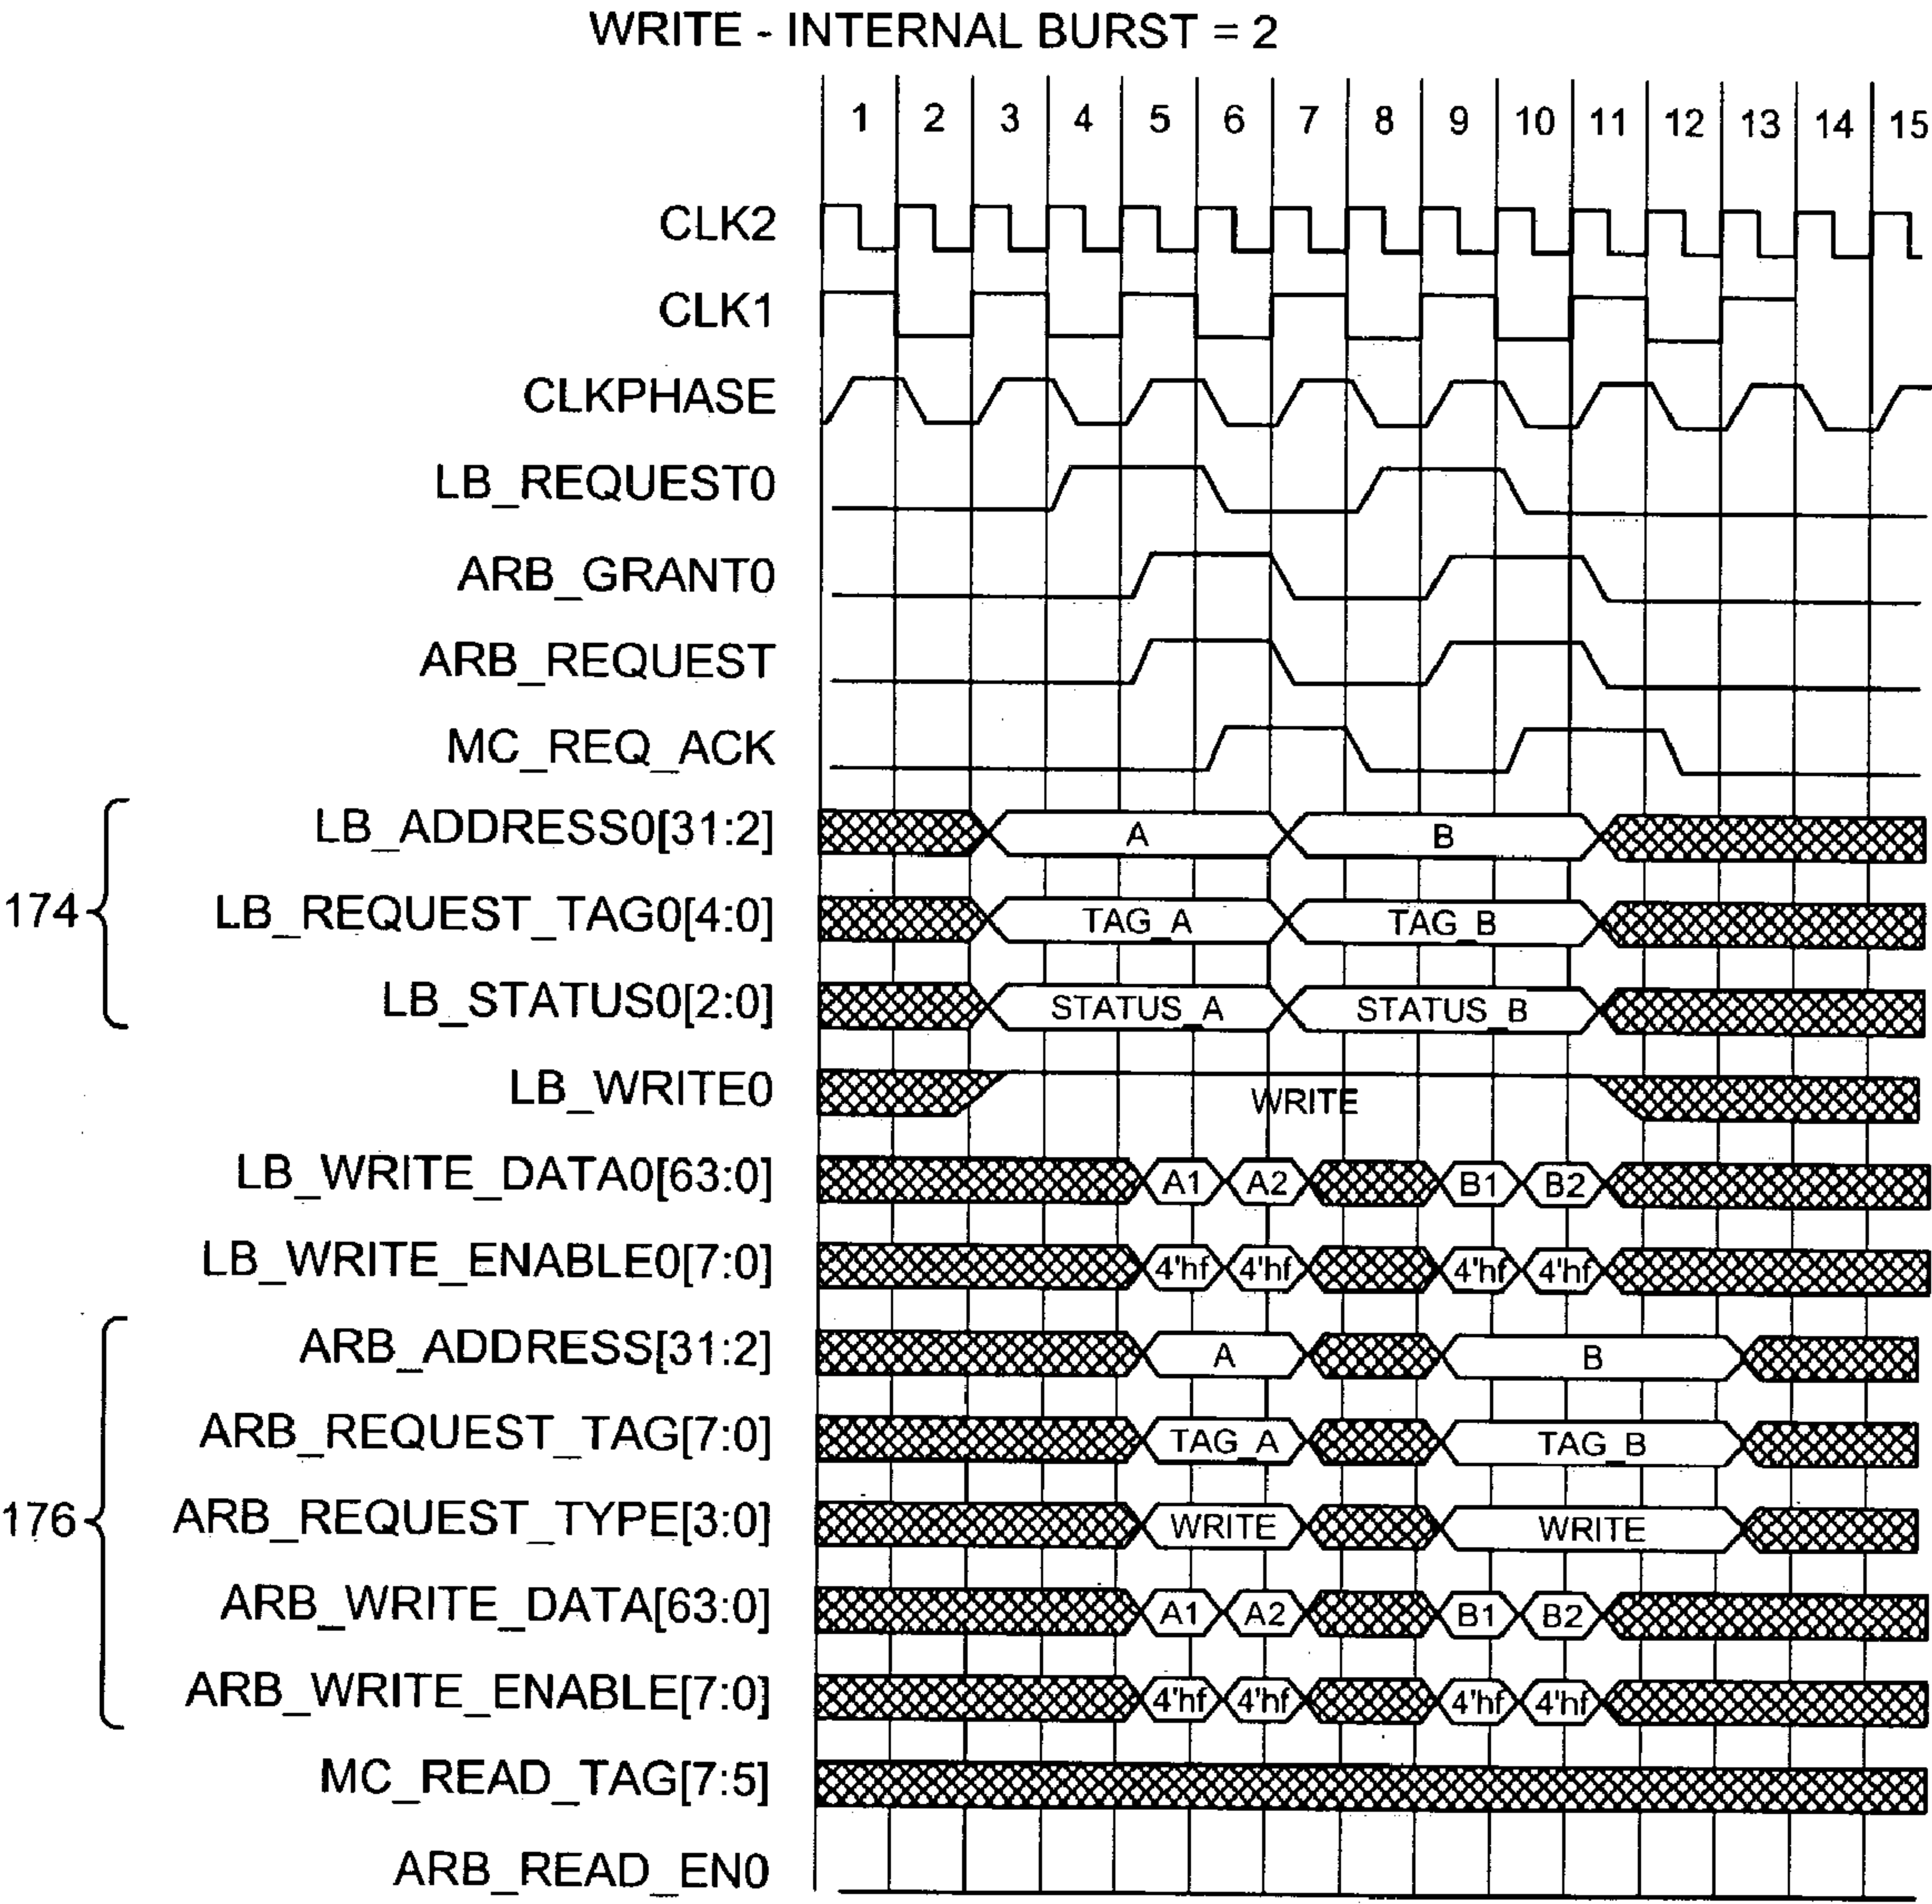 WRITE - INTERNAL BURST = 2
1 2 3 4 5 6 7 8 9 10 11 12 13 14 15
CLK2
CLK1
CLKPHASE
LB_REQUEST0
ARB_GRANT0
ARB_REQUEST
MC_REQ_ACK
LB_ADDRESS0[31:2] A B
174 LB_REQUEST_TAG0[4:0] TAG_A TAG_B
LB_STATUS0[2:0] STATUS_A STATUS_B
LB_WRITE0 WRITE
LB_WRITE_DATA0[63:0] A1 A2 B1 B2
LB_WRITE_ENABLE0[7:0] 4'hf 4'hf 4'hf 4'hf
ARB_ADDRESS[31:2] A B
ARB_REQUEST_TAG[7:0] TAG_A TAG_B
176 ARB_REQUEST_TYPE[3:0] WRITE WRITE
ARB_WRITE_DATA[63:0] A1 A2 B1 B2
ARB_WRITE_ENABLE[7:0] 4'hf 4'hf 4'hf 4'hf
MC_READ_TAG[7:5]
ARB_READ_EN0